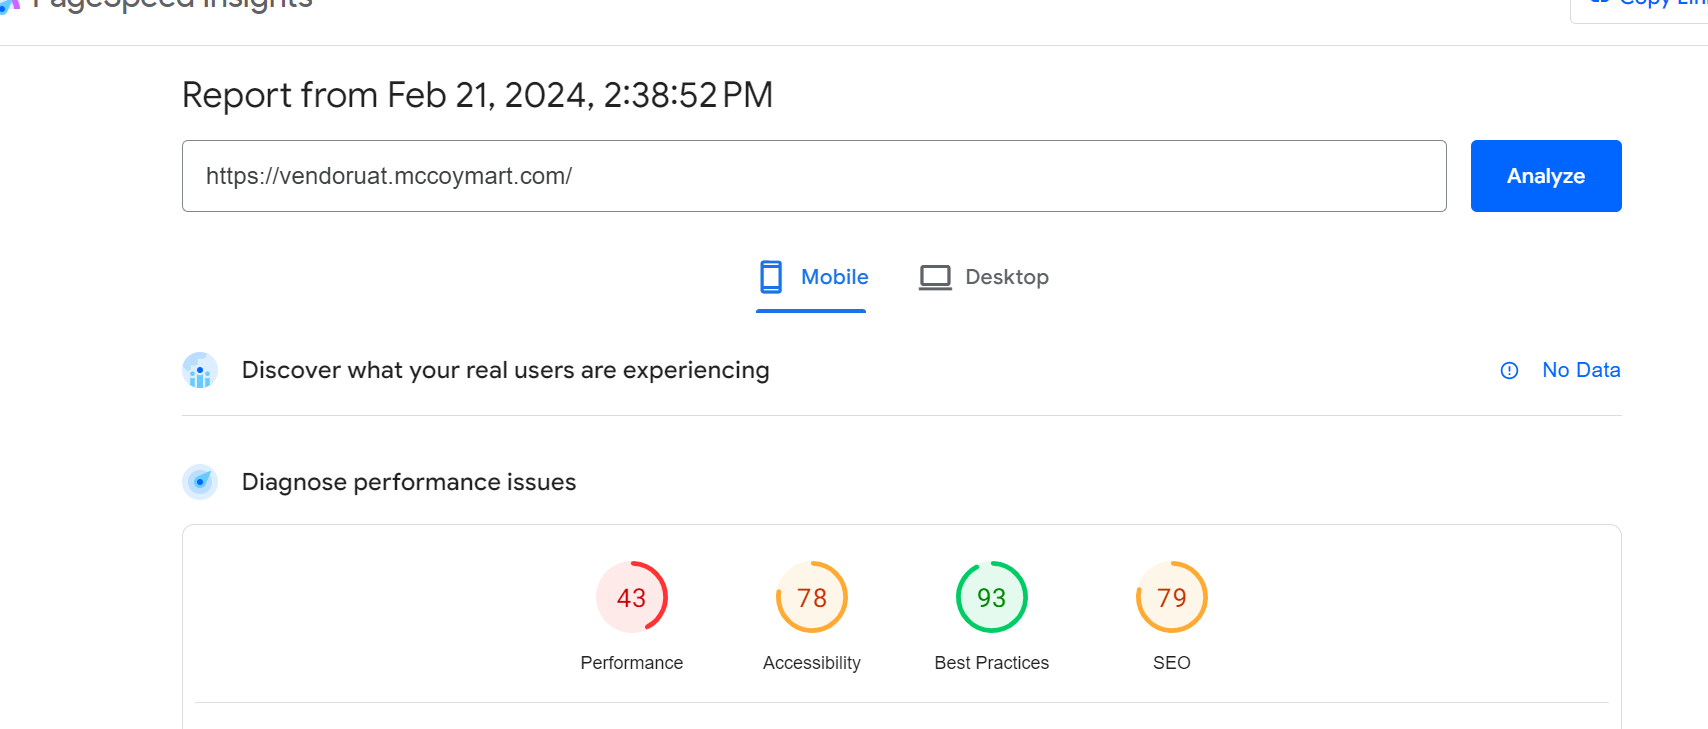 PageSpeed Insights
Copy Link
Report from Feb 21, 2024, 2:38:52 PM
https://vendoruat.mccoymart.com/
Analyze
Mobile
Desktop
Discover what your real users are experiencing
No Data
Diagnose performance issues
43
78
93
79
Performance
Accessibility
Best Practices
SEO